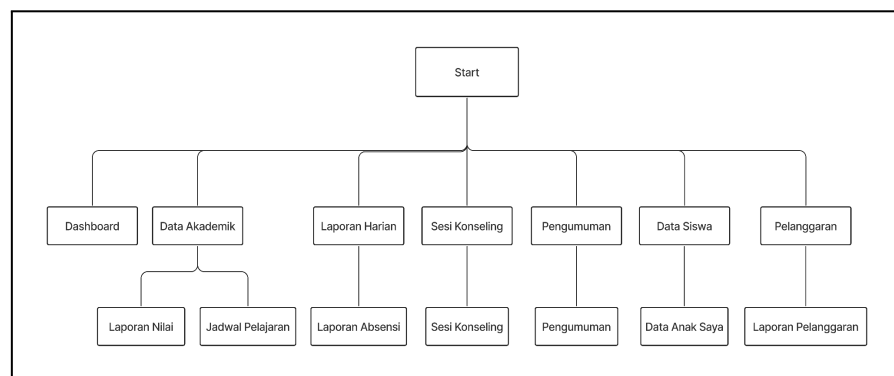 Start
Dashboard
Data Akademik
Laporan Harian
Sesi Konseling
Pengumuman
Data Siswa
Pelanggaran
Laporan Nilai
Jadwal Pelajaran
Laporan Absensi
Sesi Konseling
Pengumuman
Data Anak Saya
Laporan Pelanggaran